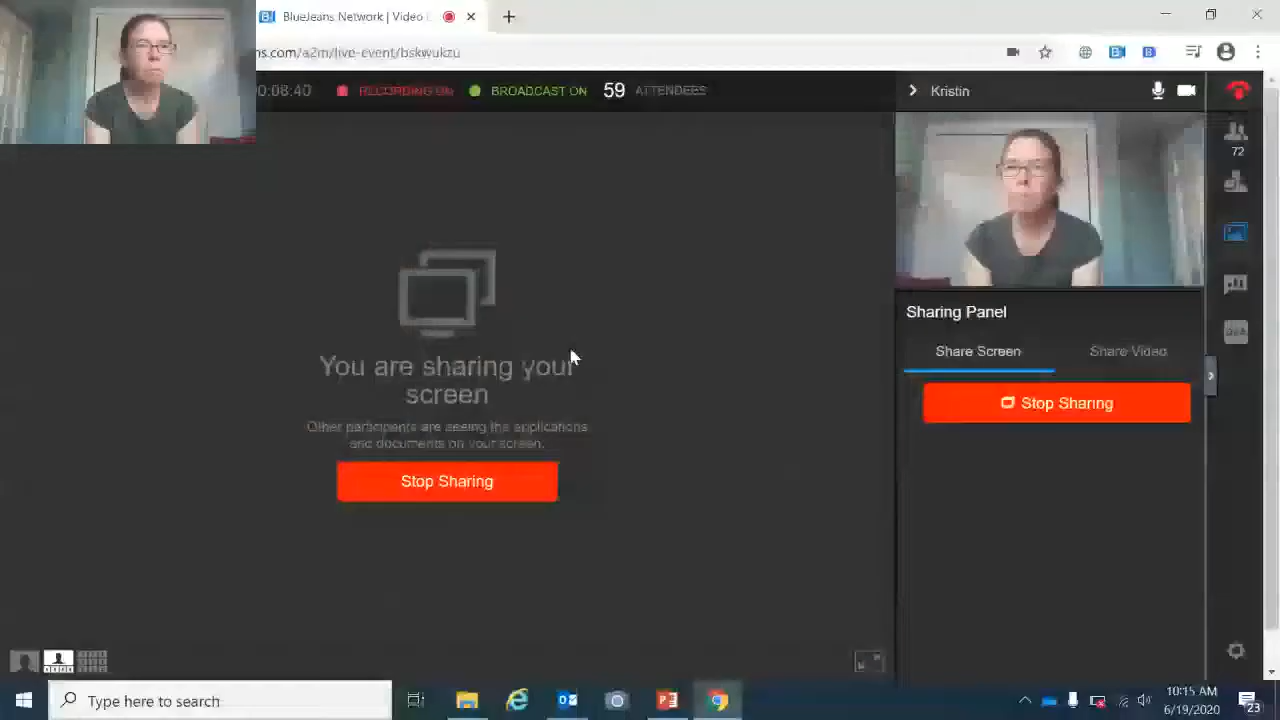 BlueJeans Network | Video
ns.com/a2m/live-event/bskwukzu
0:08:40 RECORDING ON BROADCAST ON 59 ATTENDEES
Kristin
72
You are sharing your
screen
Other participants are seeing the applications
and documents on your screen.
Stop Sharing
Sharing Panel
Share Screen Share Video
Stop Sharing
Type here to search
10:15 AM
6/19/2020
23